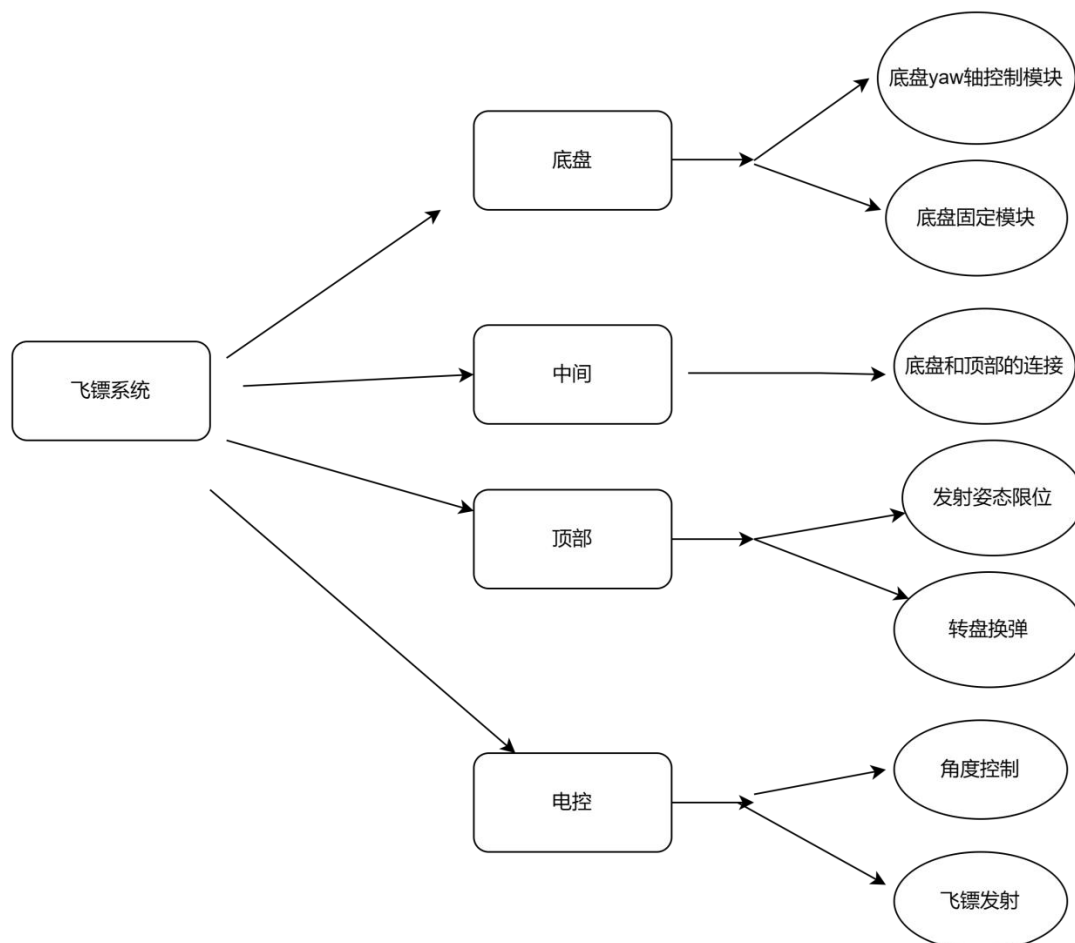 底盘yaw轴控制模块
底盘
底盘固定模块
飞镖系统
中间
底盘和顶部的连接
发射姿态限位
顶部
转盘换弹
角度控制
电控
飞镖发射